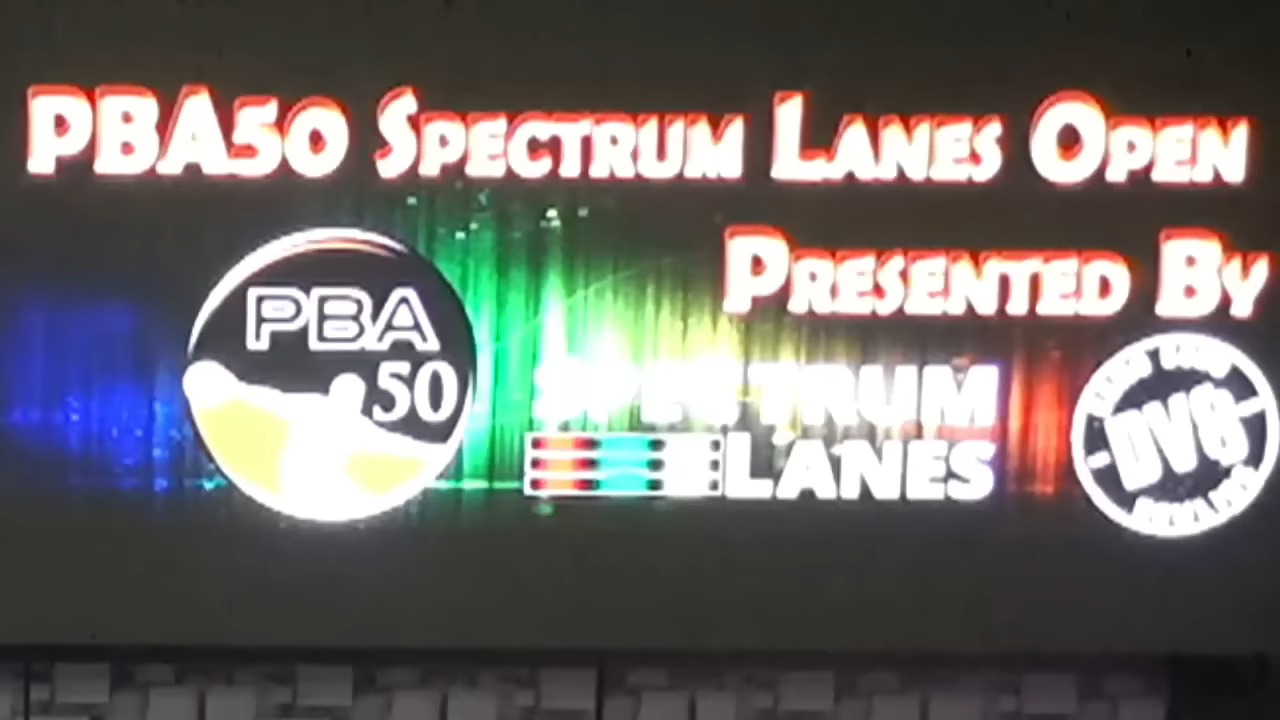 PBA50 SPECTRUM LANES OPEN
PRESENTED BY
PBA
50
SPECTRUM
LANES
DV8